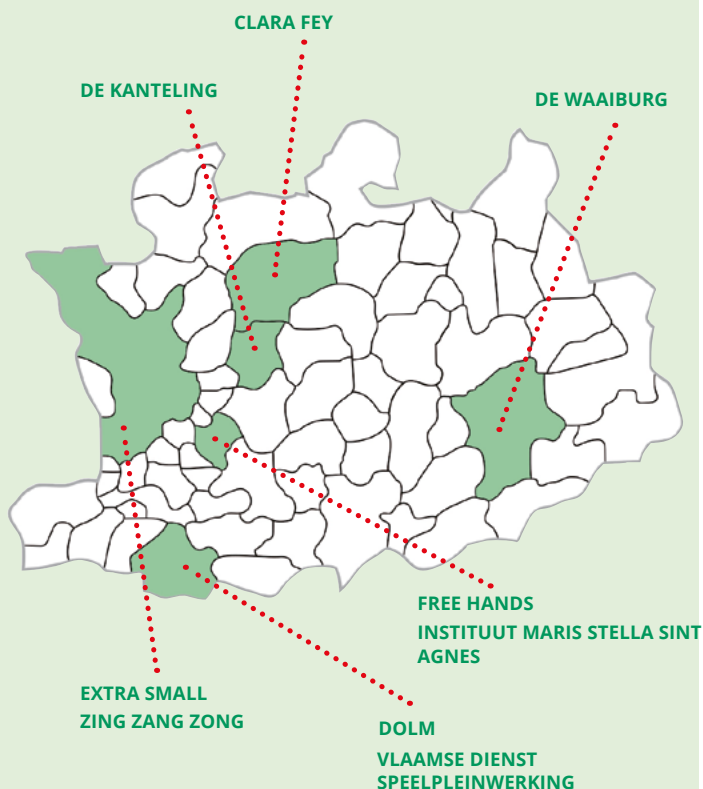 CLARA FEY
DE KANTELING
DE WAAIBURG
FREE HANDS
INSTITUUT MARIS STELLA SINT
AGNES
EXTRA SMALL
ZING ZANG ZONG
DOLM
VLAAMSE DIENST
SPEELPLEINWERKING